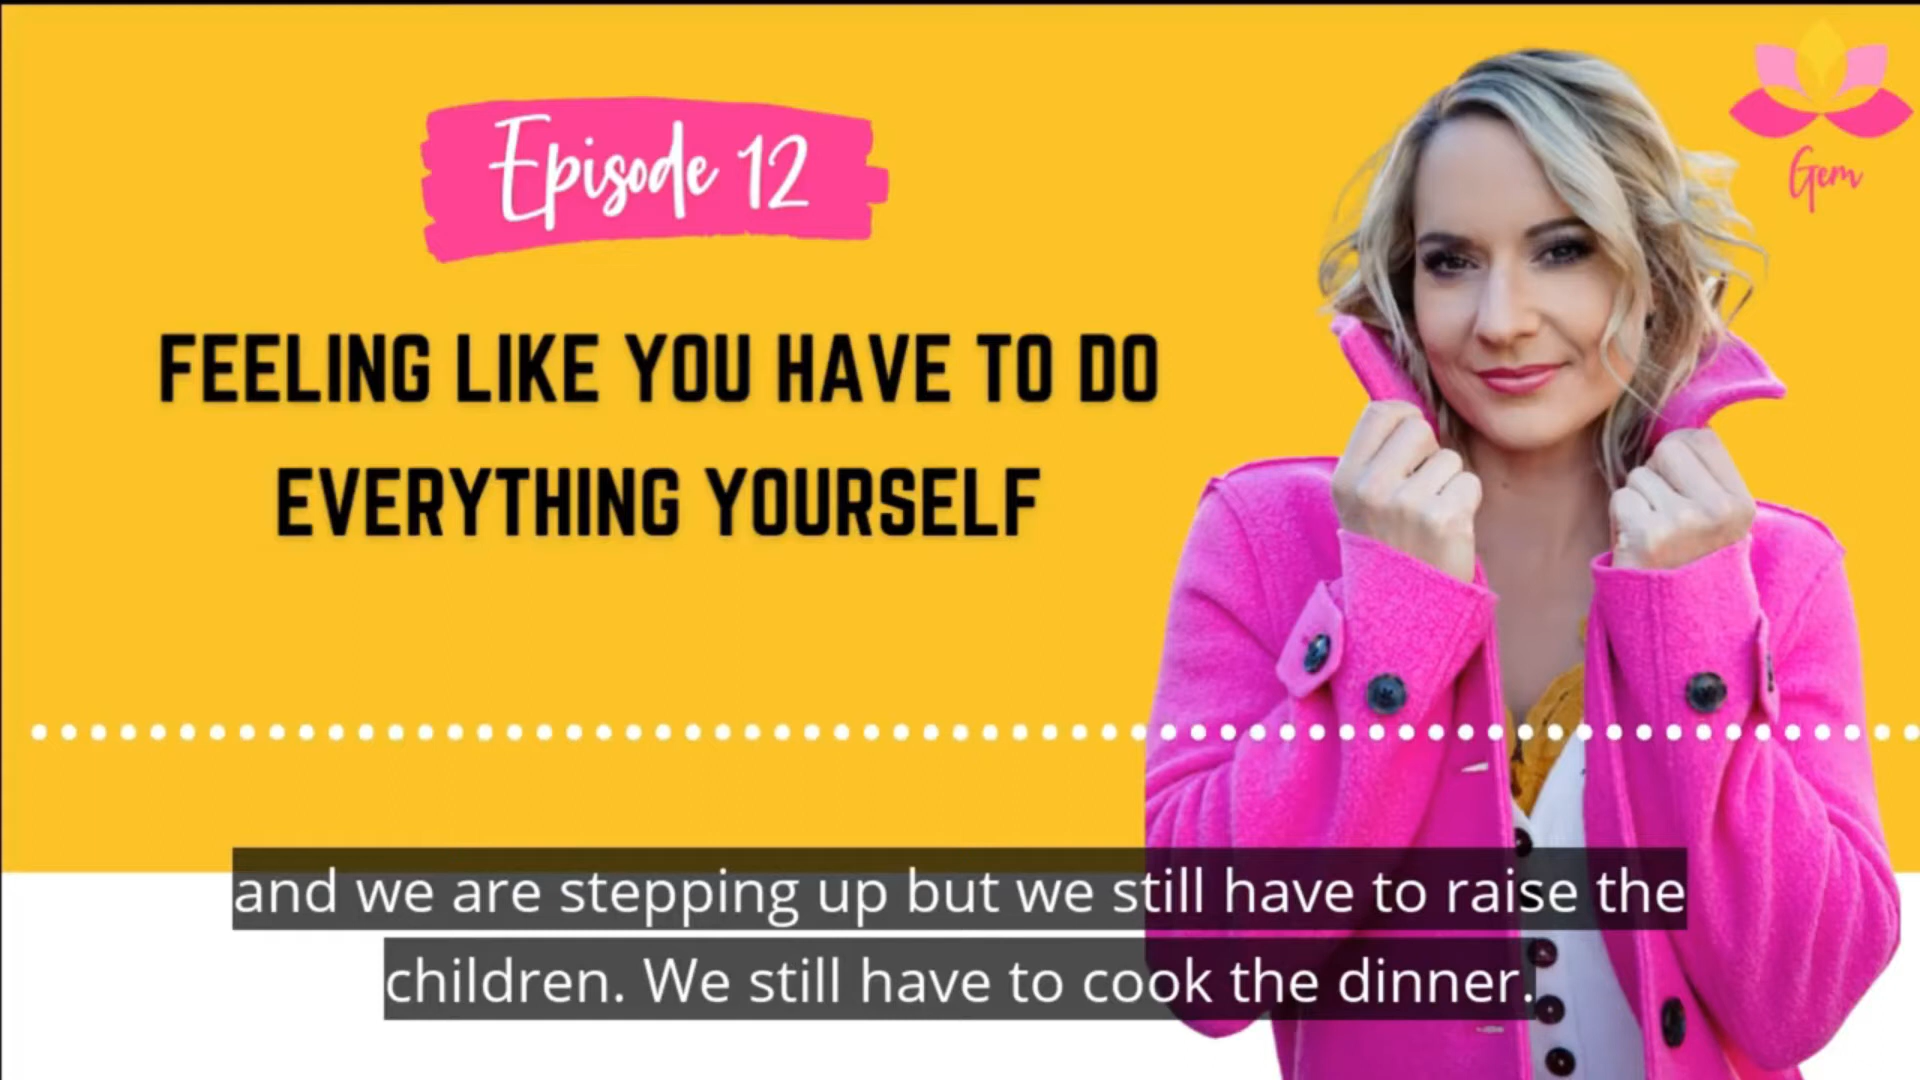 Episode 12
Gem
FEELING LIKE YOU HAVE TO DO
EVERYTHING YOURSELF
and we are stepping up but we still have to raise the
children. We still have to cook the dinner.